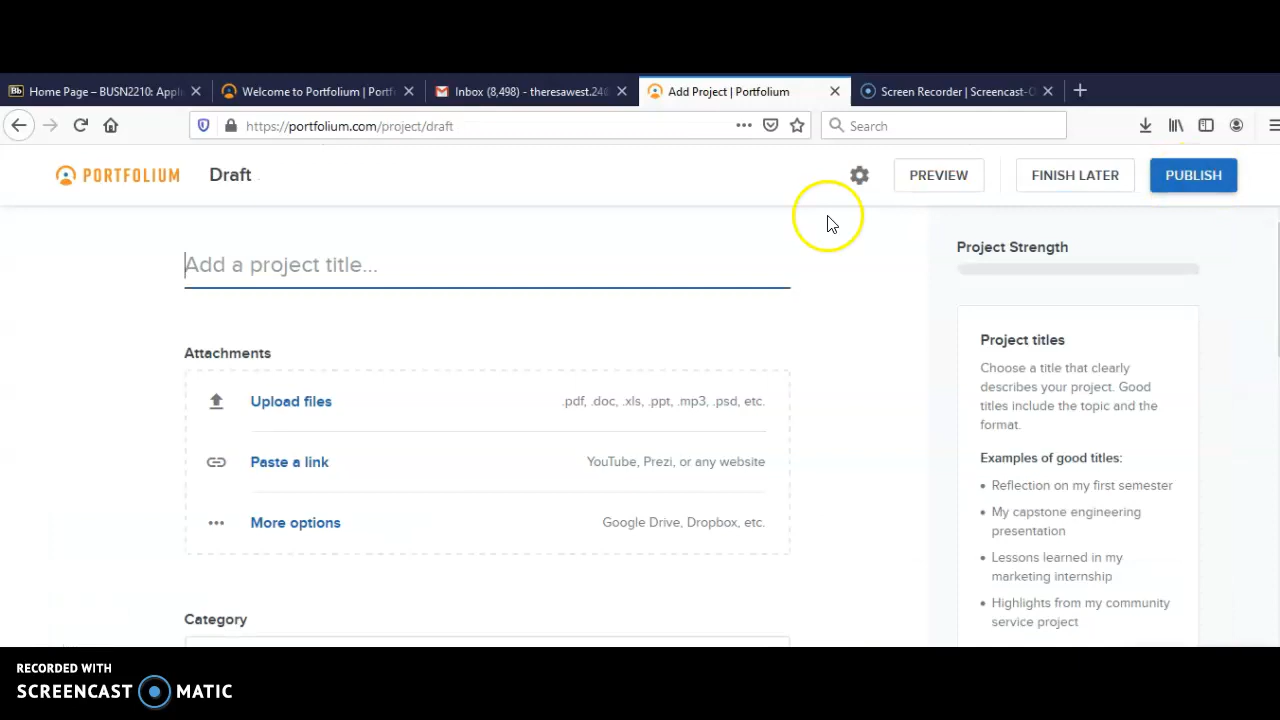 Bb Home Page – BUSN2210: Appl
Welcome to Portfolium | Portf
Inbox (8,498) – theresawest.24@
Add Project | Portfolium
Screen Recorder | Screencast-O
https://portfolium.com/project/draft
Search
PORTFOLIUM
Draft
PREVIEW
FINISH LATER
PUBLISH
Add a project title...
Attachments
Upload files
.pdf, .doc, .xls, .ppt, .mp3, .psd, etc.
Paste a link
YouTube, Prezi, or any website
More options
Google Drive, Dropbox, etc.
Category
Project Strength
Project titles
Choose a title that clearly
describes your project. Good
titles include the topic and the
format.
Examples of good titles:
• Reflection on my first semester
• My capstone engineering
presentation
• Lessons learned in my
marketing internship
• Highlights from my community
service project
RECORDED WITH
SCREENCAST MATIC